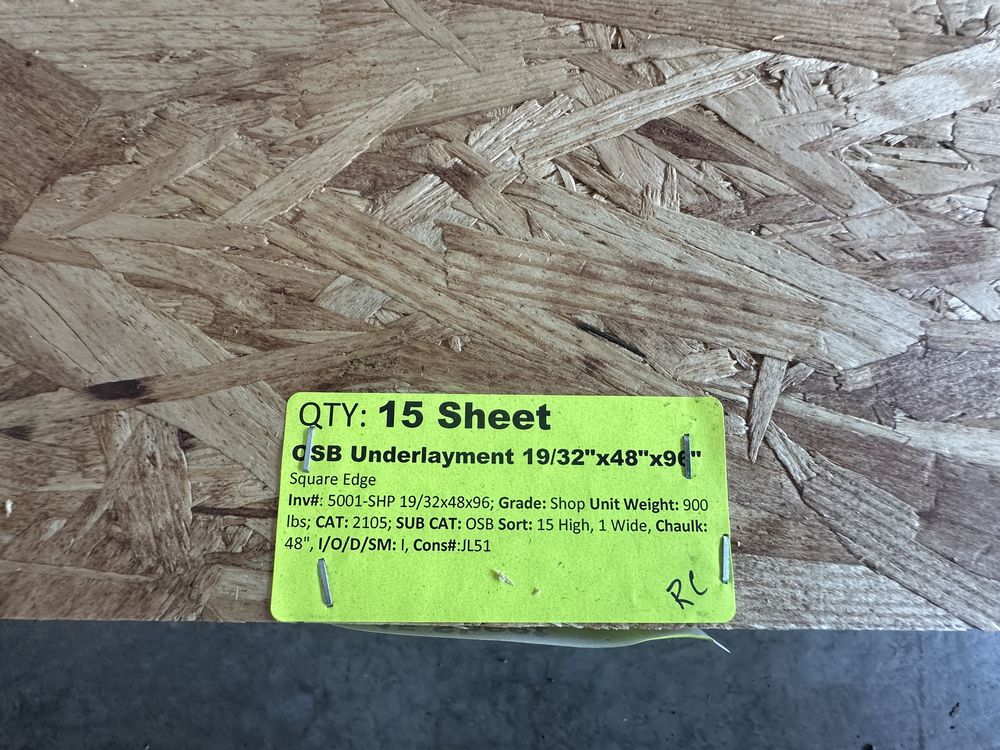 QTY: 15 Sheet
OSB Underlayment 19/32"x48"x96"
Square Edge
Inv#: 5001-SHP 19/32x48x96; Grade: Shop Unit Weight: 900
lbs; CAT: 2105; SUB CAT: OSB Sort: 15 High, 1 Wide, Chaulk:
48", I/O/D/SM: I, Cons#:JL51
RC